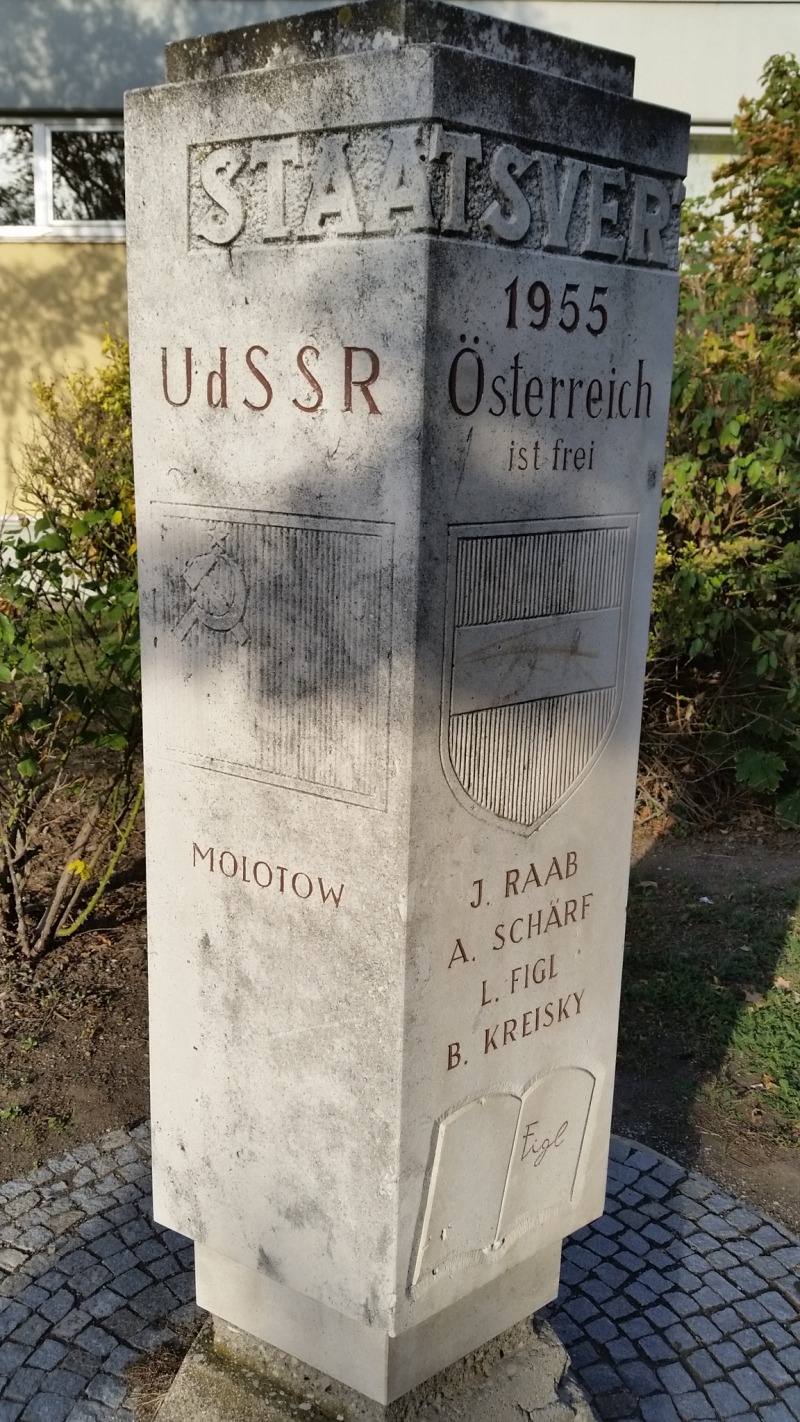 STAATSVER
UdSSR
MOLOTOW
1955
Österreich
ist frei
J. RAAB
A. SCHÄRF
L. FIGL
B. KREISKY
Figl